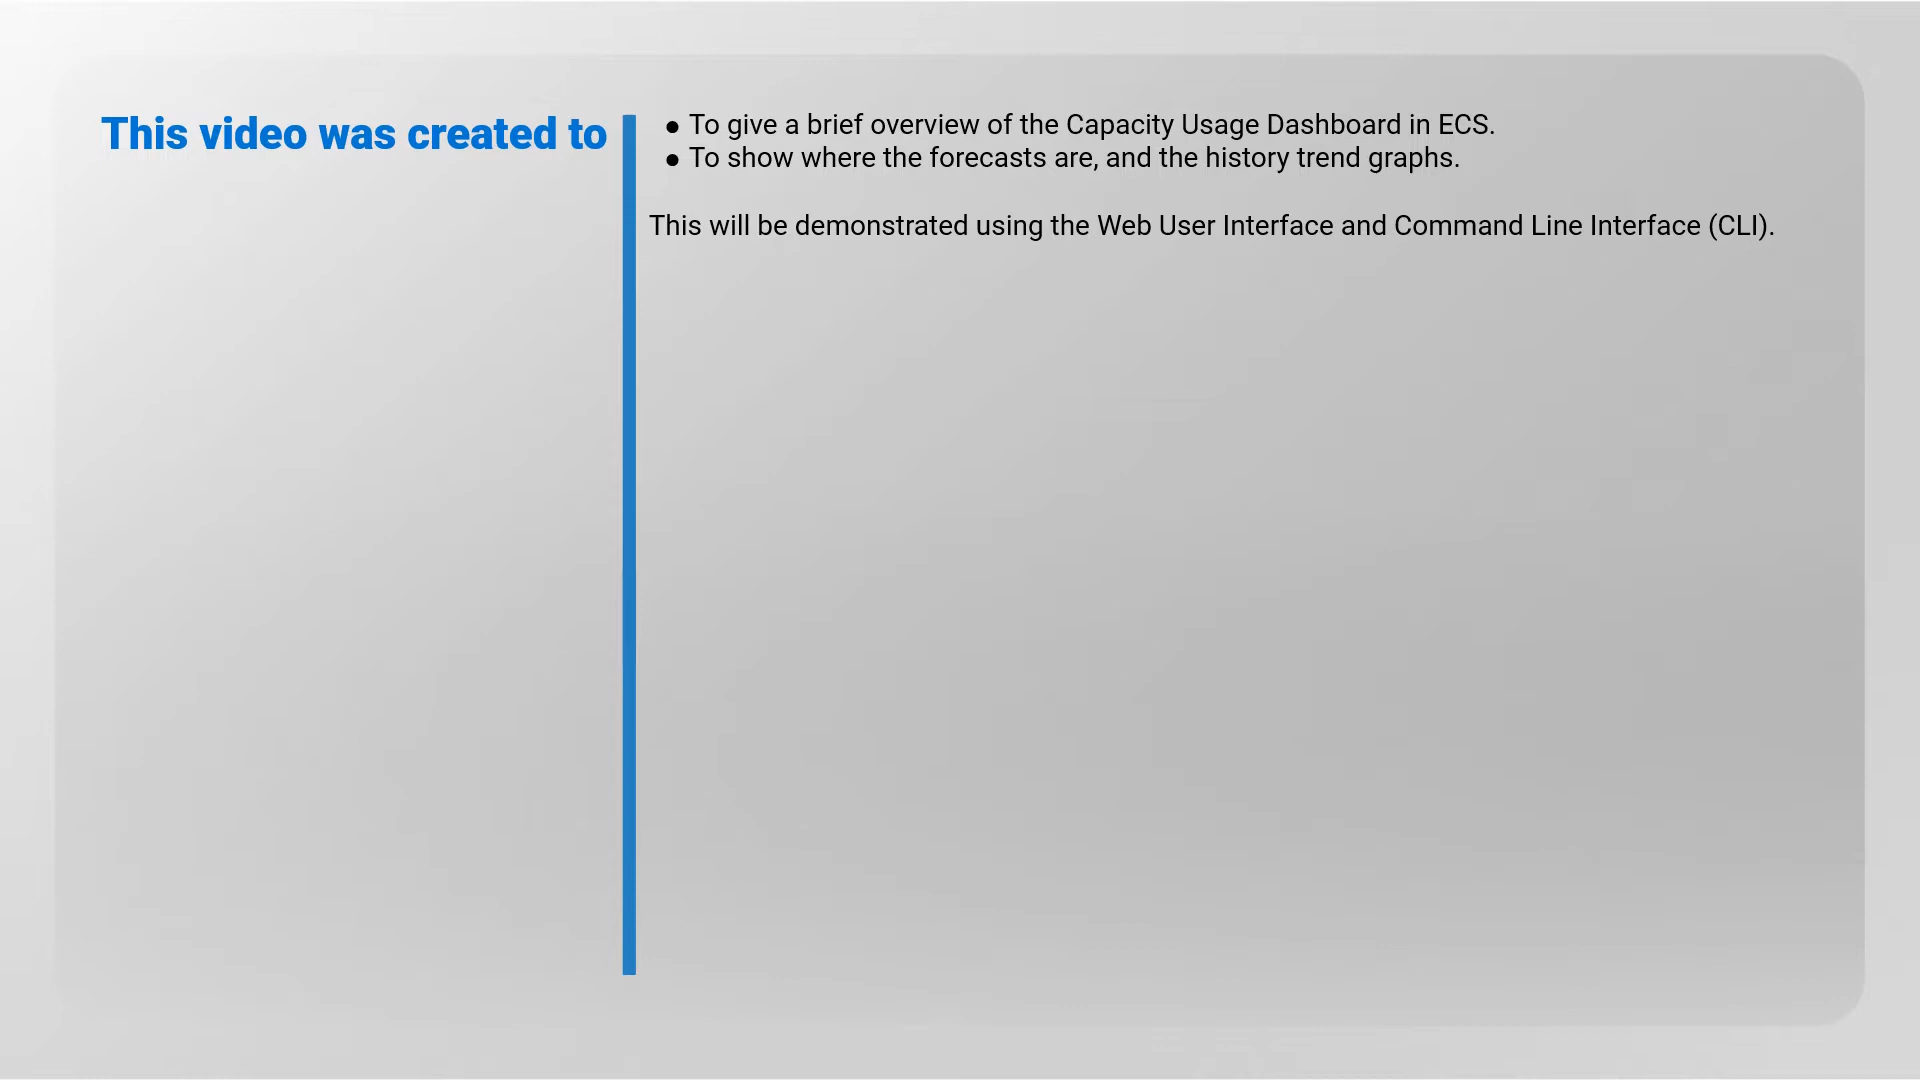 This video was created to
● To give a brief overview of the Capacity Usage Dashboard in ECS.
● To show where the forecasts are, and the history trend graphs.
This will be demonstrated using the Web User Interface and Command Line Interface (CLI).